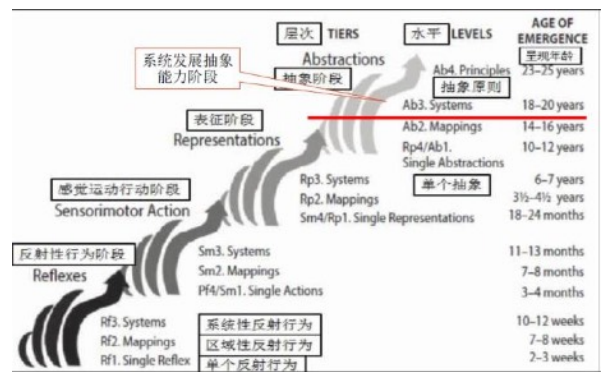 层次 TIERS
水平 LEVELS
AGE OF
EMERGENCE
呈现年龄
系统发展抽象
能力阶段
Abstractions
抽象阶段
Ab4. Principles 23–25 years
抽象原则
Ab3. Systems 18–20 years
表征阶段
Representations
Ab2. Mappings 14–16 years
Rp4/Ab1. 10–12 years
Single Abstractions
单个抽象
Rp3. Systems 6–7 years
Rp2. Mappings 3½–4½ years
Sm4/Rp1. Single Representations 18–24 months
感觉运动行动阶段
Sensorimotor Action
Sm3. Systems 11–13 months
Sm2. Mappings 7–8 months
Pf4/Sm1. Single Actions 3–4 months
反射性行为阶段
Reflexes
Rf3. Systems 系统性反射行为 10–12 weeks
Rf2. Mappings 区域性反射行为 7–8 weeks
Rf1. Single Reflex 单个反射行为 2–3 weeks